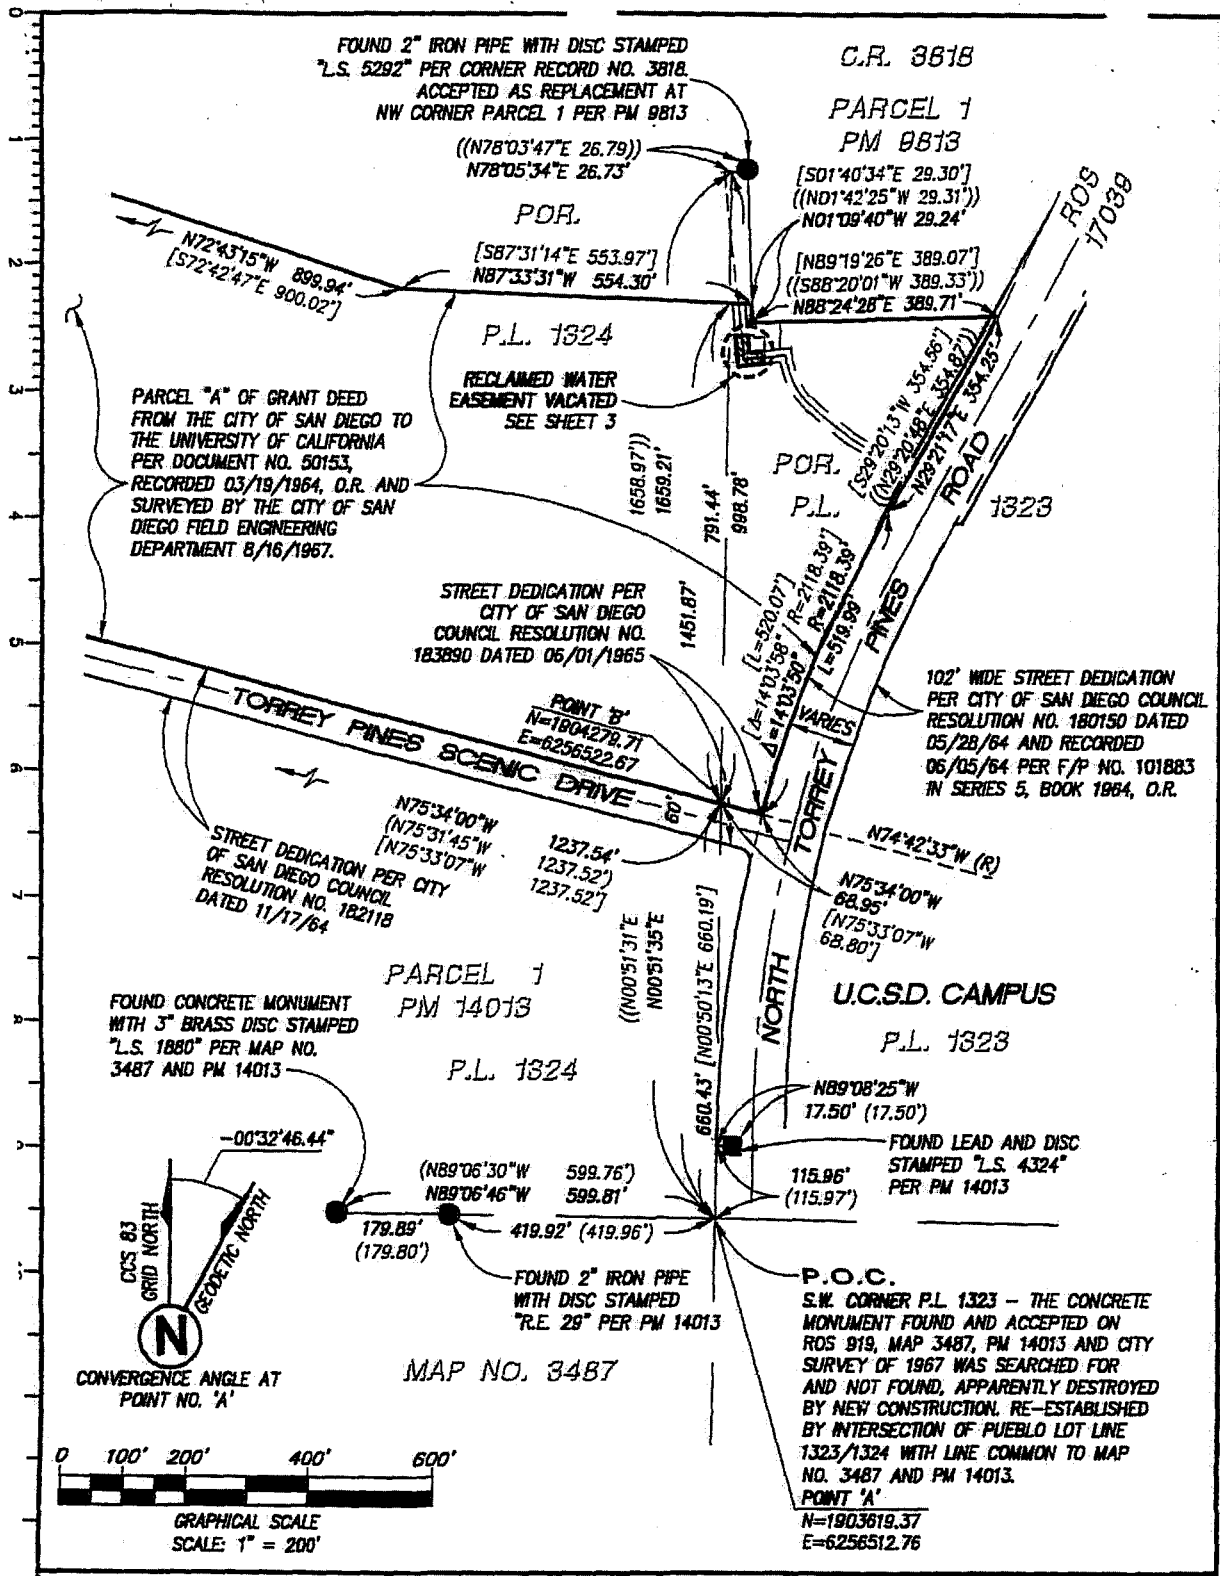 FOUND 2" IRON PIPE WITH DISC STAMPED
"L.S. 5292" PER CORNER RECORD NO. 3818.
ACCEPTED AS REPLACEMENT AT
NW CORNER PARCEL 1 PER PM 9813
C.R. 3818
PARCEL 1
PM 9813
((N78°03'47"E 26.79))
N78°05'34"E 26.73'
[S01°40'34"E 29.30']
((N01°42'25"W 29.31'))
N01°09'40"W 29.24'
ROS
17039
POR.
N72°43'15"W 899.94'
[S72°42'47"E 900.02']
[S87°31'14"E 553.97']
N87°33'31"W 554.30'
[N89°19'26"E 389.07']
((S88°20'01"W 389.33'))
N88°24'28"E 389.71'
P.L. 1324
RECLAIMED WATER
EASEMENT VACATED
SEE SHEET 3
[S29°20'13"W 354.56']
((N29°20'48"E 354.87'))
N29°21'17"E 354.25'
PARCEL "A" OF GRANT DEED
FROM THE CITY OF SAN DIEGO TO
THE UNIVERSITY OF CALIFORNIA
PER DOCUMENT NO. 50153,
RECORDED 03/19/1964, O.R. AND
SURVEYED BY THE CITY OF SAN
DIEGO FIELD ENGINEERING
DEPARTMENT 8/16/1967.
1658.97'))
1659.21'
791.44'
998.78'
POR.
P.L. 1323
STREET DEDICATION PER
CITY OF SAN DIEGO
COUNCIL RESOLUTION NO.
183890 DATED 06/01/1965
1451.87'
[L=520.07']
[Δ=14°03'58" / R=2118.39']
Δ=14°03'50" R=2118.39'
L=519.99'
102' WIDE STREET DEDICATION
PER CITY OF SAN DIEGO COUNCIL
RESOLUTION NO. 180150 DATED
05/28/64 AND RECORDED
06/05/64 PER F/P NO. 101883
IN SERIES 5, BOOK 1964, O.R.
VARIES
NORTH TORREY PINES ROAD
TORREY PINES SCENIC DRIVE
60'
POINT 'B'
N=1904279.71
E=6256522.67
N75°34'00"W 1237.54'
(N75°31'45"W 1237.52')
[N75°33'07"W 1237.52']
STREET DEDICATION PER CITY
OF SAN DIEGO COUNCIL
RESOLUTION NO. 182118
DATED 11/17/64
N74°42'33"W (R)
N75°34'00"W
68.95'
[N75°33'07"W
68.80']
((N00°51'31"E
N00°51'35"E
660.43' [N00°50'13"E 660.19']
PARCEL 1
PM 14013
P.L. 1324
U.C.S.D. CAMPUS
P.L. 1323
FOUND CONCRETE MONUMENT
WITH 3" BRASS DISC STAMPED
"L.S. 1880" PER MAP NO.
3487 AND PM 14013
N89°08'25"W
17.50' (17.50')
FOUND LEAD AND DISC
STAMPED "L.S. 4324"
PER PM 14013
115.96'
(115.97')
-00°32'46.44"
CCS 83
GRID NORTH
GEODETIC NORTH
N
CONVERGENCE ANGLE AT
POINT NO. 'A'
(N89°06'30"W 599.76')
N89°06'46"W 599.81'
179.89'
(179.80')
419.92' (419.96')
FOUND 2" IRON PIPE
WITH DISC STAMPED
"R.E. 29" PER PM 14013
MAP NO. 3487
P.O.C.
S.W. CORNER P.L. 1323 - THE CONCRETE
MONUMENT FOUND AND ACCEPTED ON
ROS 919, MAP 3487, PM 14013 AND CITY
SURVEY OF 1967 WAS SEARCHED FOR
AND NOT FOUND, APPARENTLY DESTROYED
BY NEW CONSTRUCTION. RE-ESTABLISHED
BY INTERSECTION OF PUEBLO LOT LINE
1323/1324 WITH LINE COMMON TO MAP
NO. 3487 AND PM 14013.
POINT 'A'
N=1903619.37
E=6256512.76
0 100' 200' 400' 600'
GRAPHICAL SCALE
SCALE: 1" = 200'
0
1
2
3
4
5
6
7